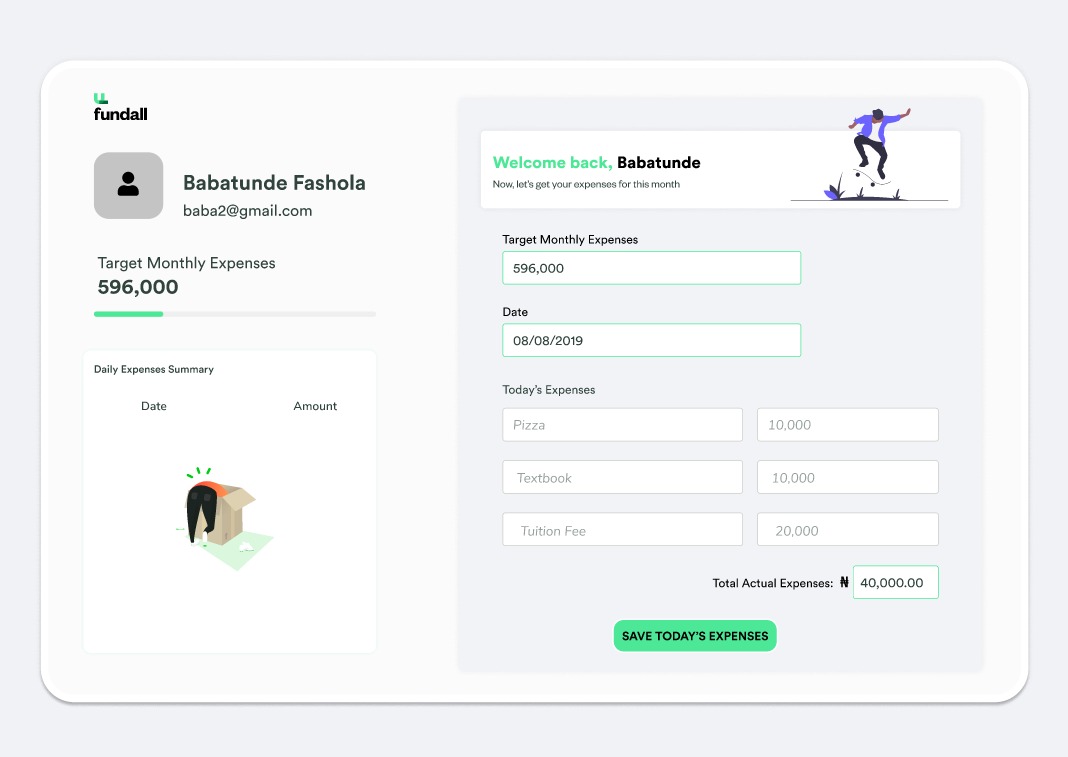 fundall
Babatunde Fashola
baba2@gmail.com
Target Monthly Expenses
596,000
Daily Expenses Summary
Date Amount
Welcome back, Babatunde
Now, let's get your expenses for this month
Target Monthly Expenses
596,000
Date
08/08/2019
Today's Expenses
Pizza 10,000
Textbook 10,000
Tuition Fee 20,000
Total Actual Expenses: ₦ 40,000.00
SAVE TODAY'S EXPENSES